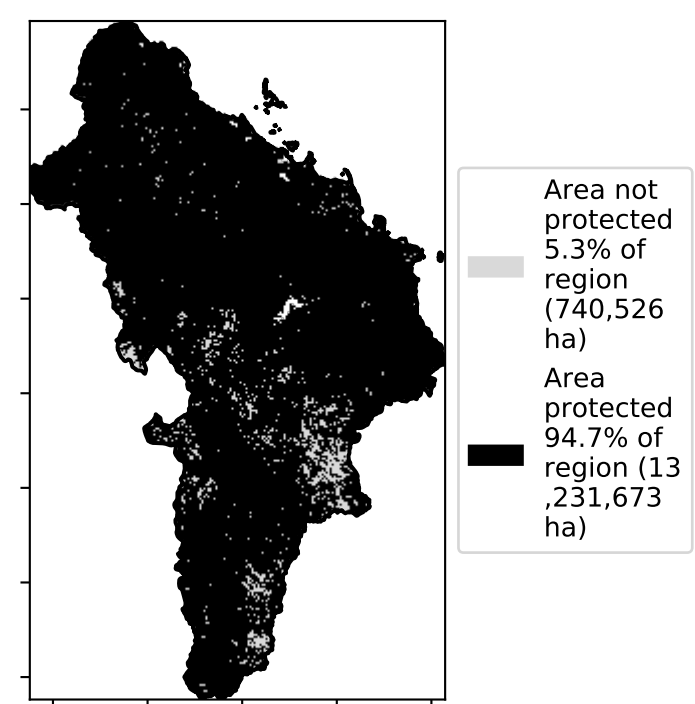 Area not
protected
5.3% of
region
(740,526
ha)
Area
protected
94.7% of
region (13
,231,673
ha)